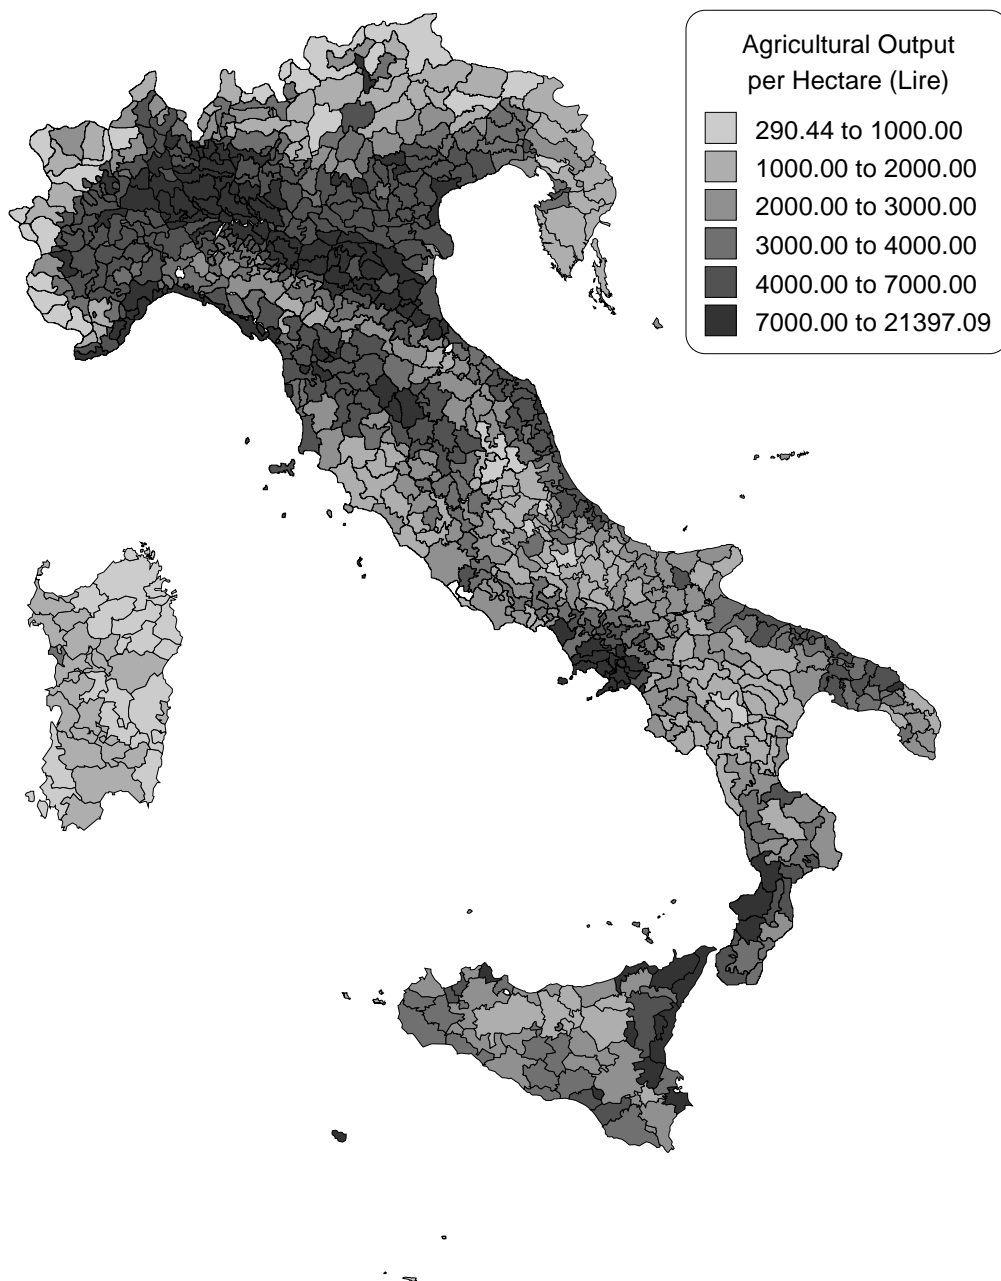 Agricultural Output
per Hectare (Lire)
290.44 to 1000.00
1000.00 to 2000.00
2000.00 to 3000.00
3000.00 to 4000.00
4000.00 to 7000.00
7000.00 to 21397.09